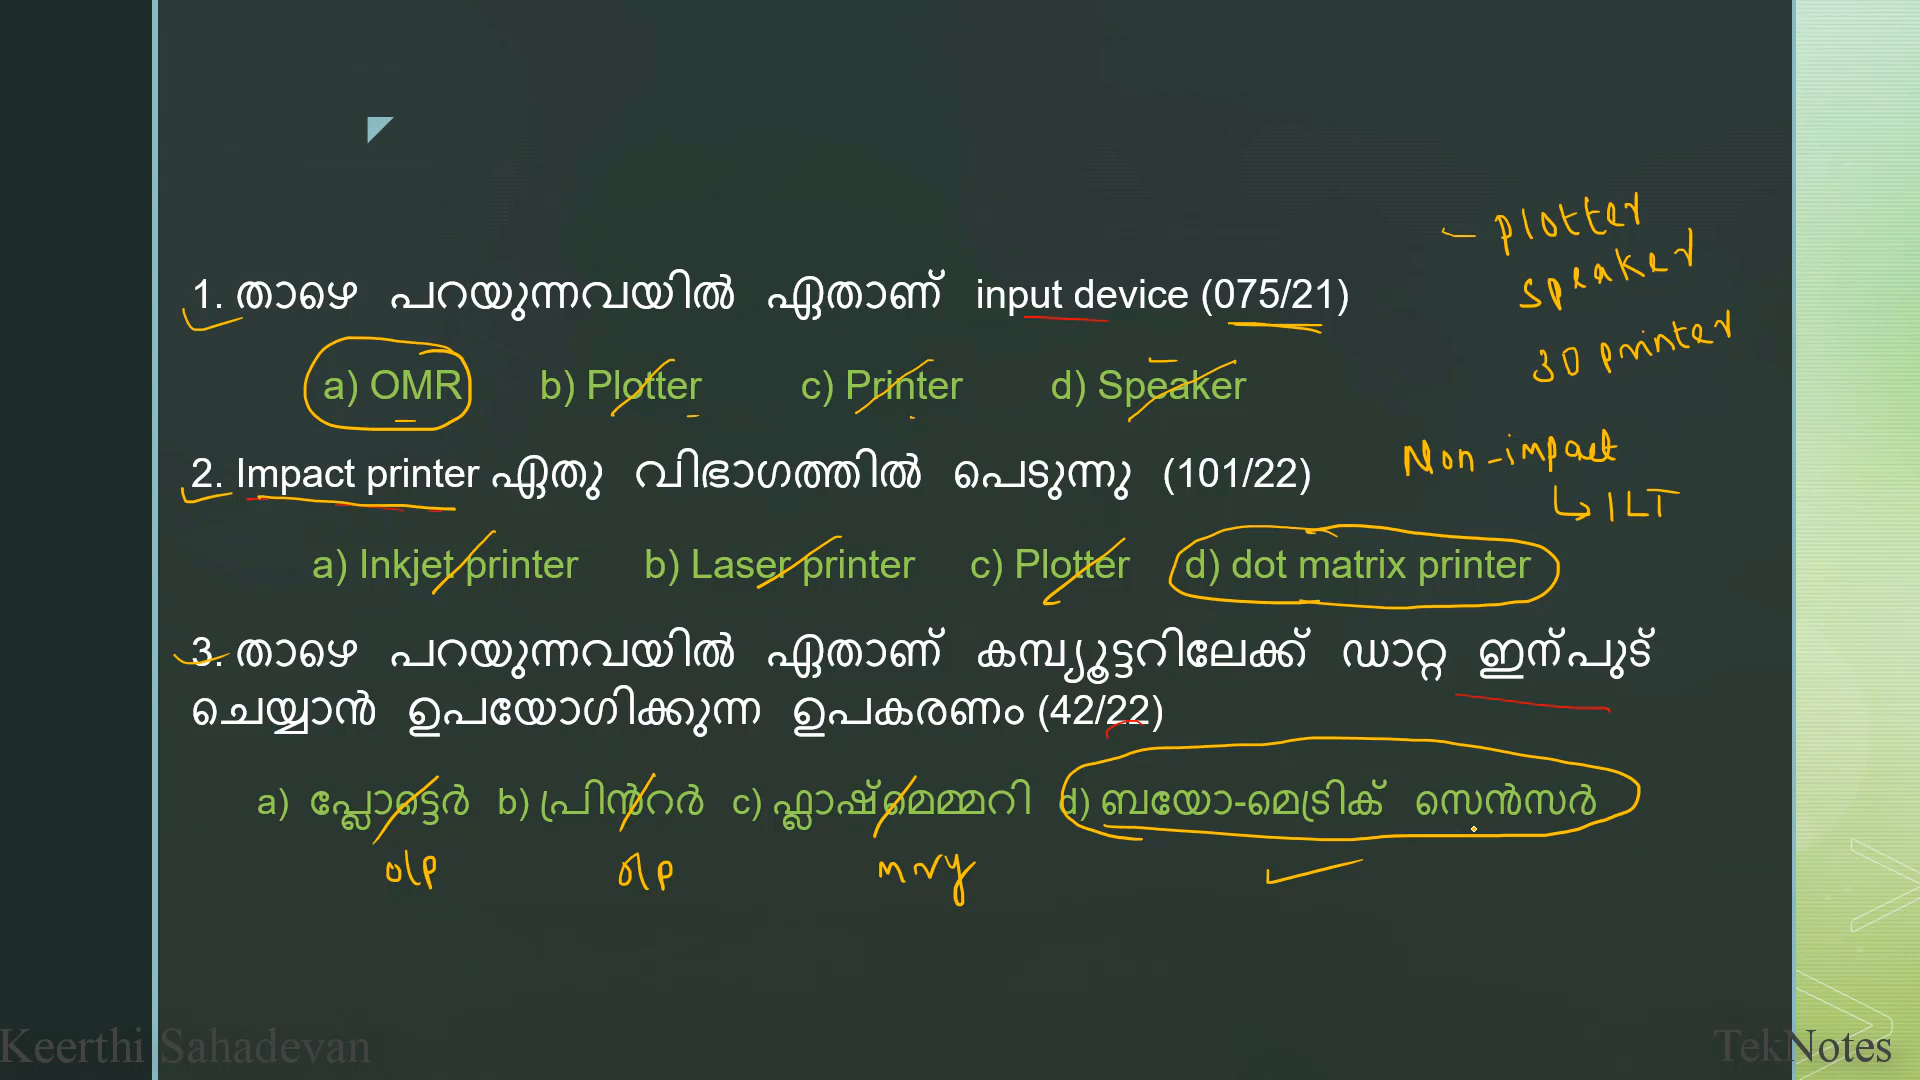 - plotter
speaker
3D printer
1. താഴെ പറയുന്നവയിൽ ഏതാണ് input device (075/21)
a) OMR b) Plotter c) Printer d) Speaker
2. Impact printer ഏതു വിഭാഗത്തിൽ പെടുന്നു (101/22)
Non-impact
↳ ILT
a) Inkjet printer b) Laser printer c) Plotter d) dot matrix printer
3. താഴെ പറയുന്നവയിൽ ഏതാണ് കമ്പ്യൂട്ടറിലേക്ക് ഡാറ്റ ഇന്പുട്
ചെയ്യാൻ ഉപയോഗിക്കുന്ന ഉപകരണം (42/22)
a) പ്ലോട്ടെർ b) പ്രിൻറർ c) ഫ്ലാഷ്മെമ്മറി d) ബയോ-മെട്രിക് സെൻസർ
o/p o/p mry
Keerthi Sahadevan TekNotes